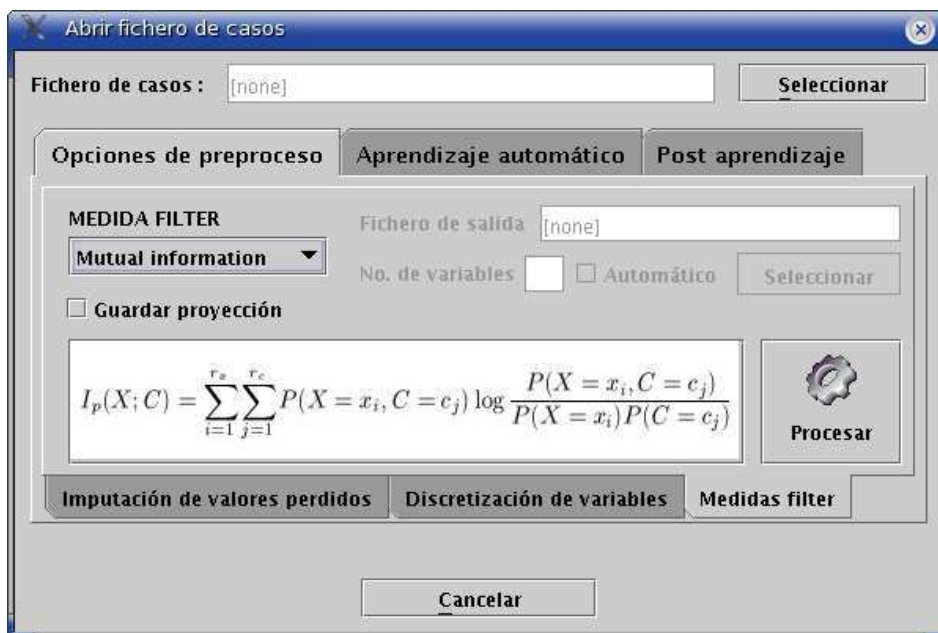 Abrir fichero de casos
Fichero de casos : [none] Seleccionar
Opciones de preproceso Aprendizaje automático Post aprendizaje
MEDIDA FILTER
Fichero de salida [none]
Mutual information
No. de variables Automático Seleccionar
Guardar proyección
I_p(X; C) = \sum_{i=1}^{r_x} \sum_{j=1}^{r_c} P(X = x_i, C = c_j) \log \frac{P(X = x_i, C = c_j)}{P(X = x_i)P(C = c_j)}
Procesar
Imputación de valores perdidos Discretización de variables Medidas filter
Cancelar